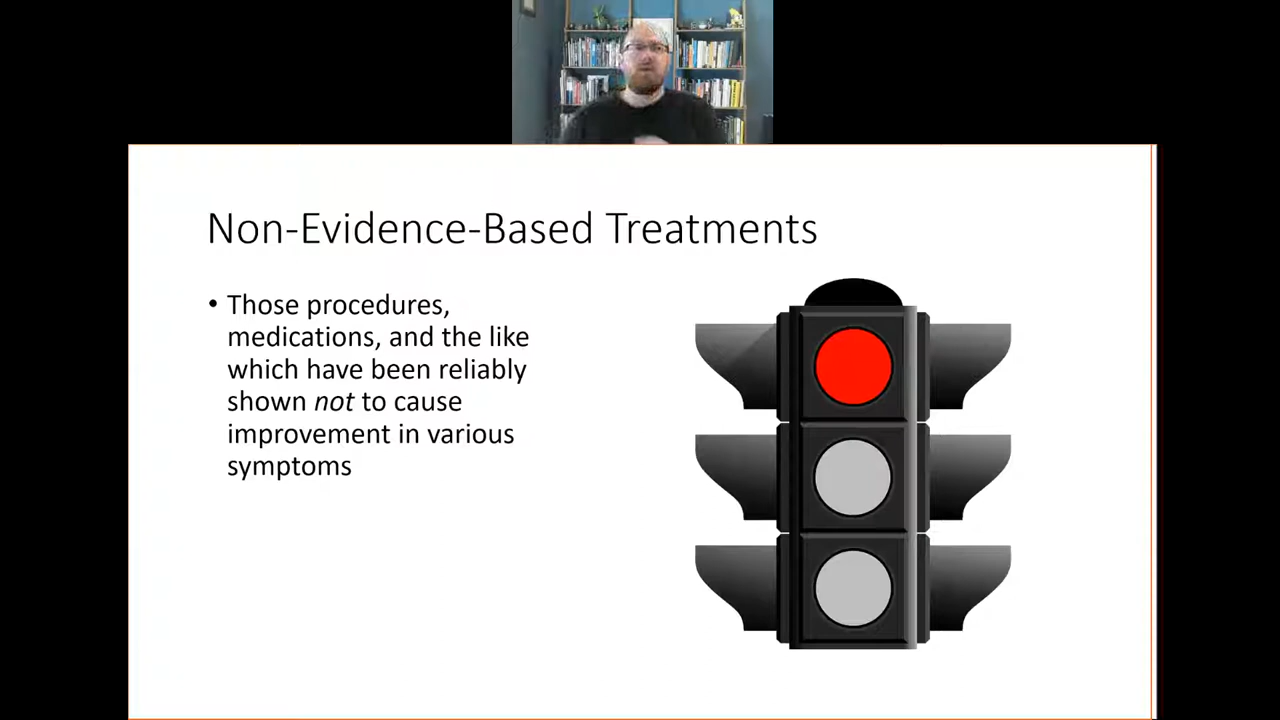 Non-Evidence-Based Treatments
• Those procedures,
medications, and the like
which have been reliably
shown not to cause
improvement in various
symptoms